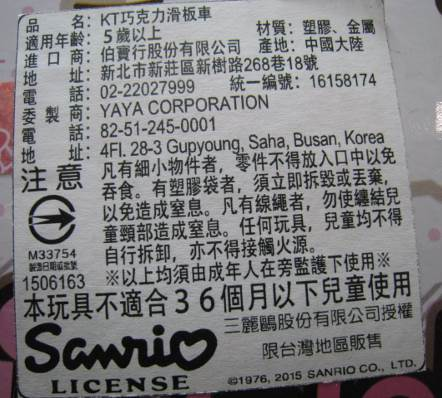 品名: KT巧克力滑板車
適用年齡: 5歲以上 材質: 塑膠、金屬
進口商: 伯寶行股份有限公司 產地: 中國大陸
地址: 新北市新莊區新樹路268巷18號
電話: 02-22027999 統一編號: 16158174
委製商: YAYA CORPORATION
電話: 82-51-245-0001
地址: 4Fl. 28-3 Gupyoung, Saha, Busan, Korea
注意 凡有細小物件者，零件不得放入口中以免
吞食。有塑膠袋者，須立即拆毀或丟棄，
以免造成窒息。凡有線繩者，勿使纏結兒
童頸部造成窒息。任何玩具，兒童均不得
自行拆卸，亦不得接觸火源。
M33754
製造日期或批號
1506163 ※以上均須由成年人在旁監護下使用※
本玩具不適合36個月以下兒童使用
Sanrio 三麗鷗股份有限公司授權
限台灣地區販售
LICENSE ©1976, 2015 SANRIO CO., LTD.